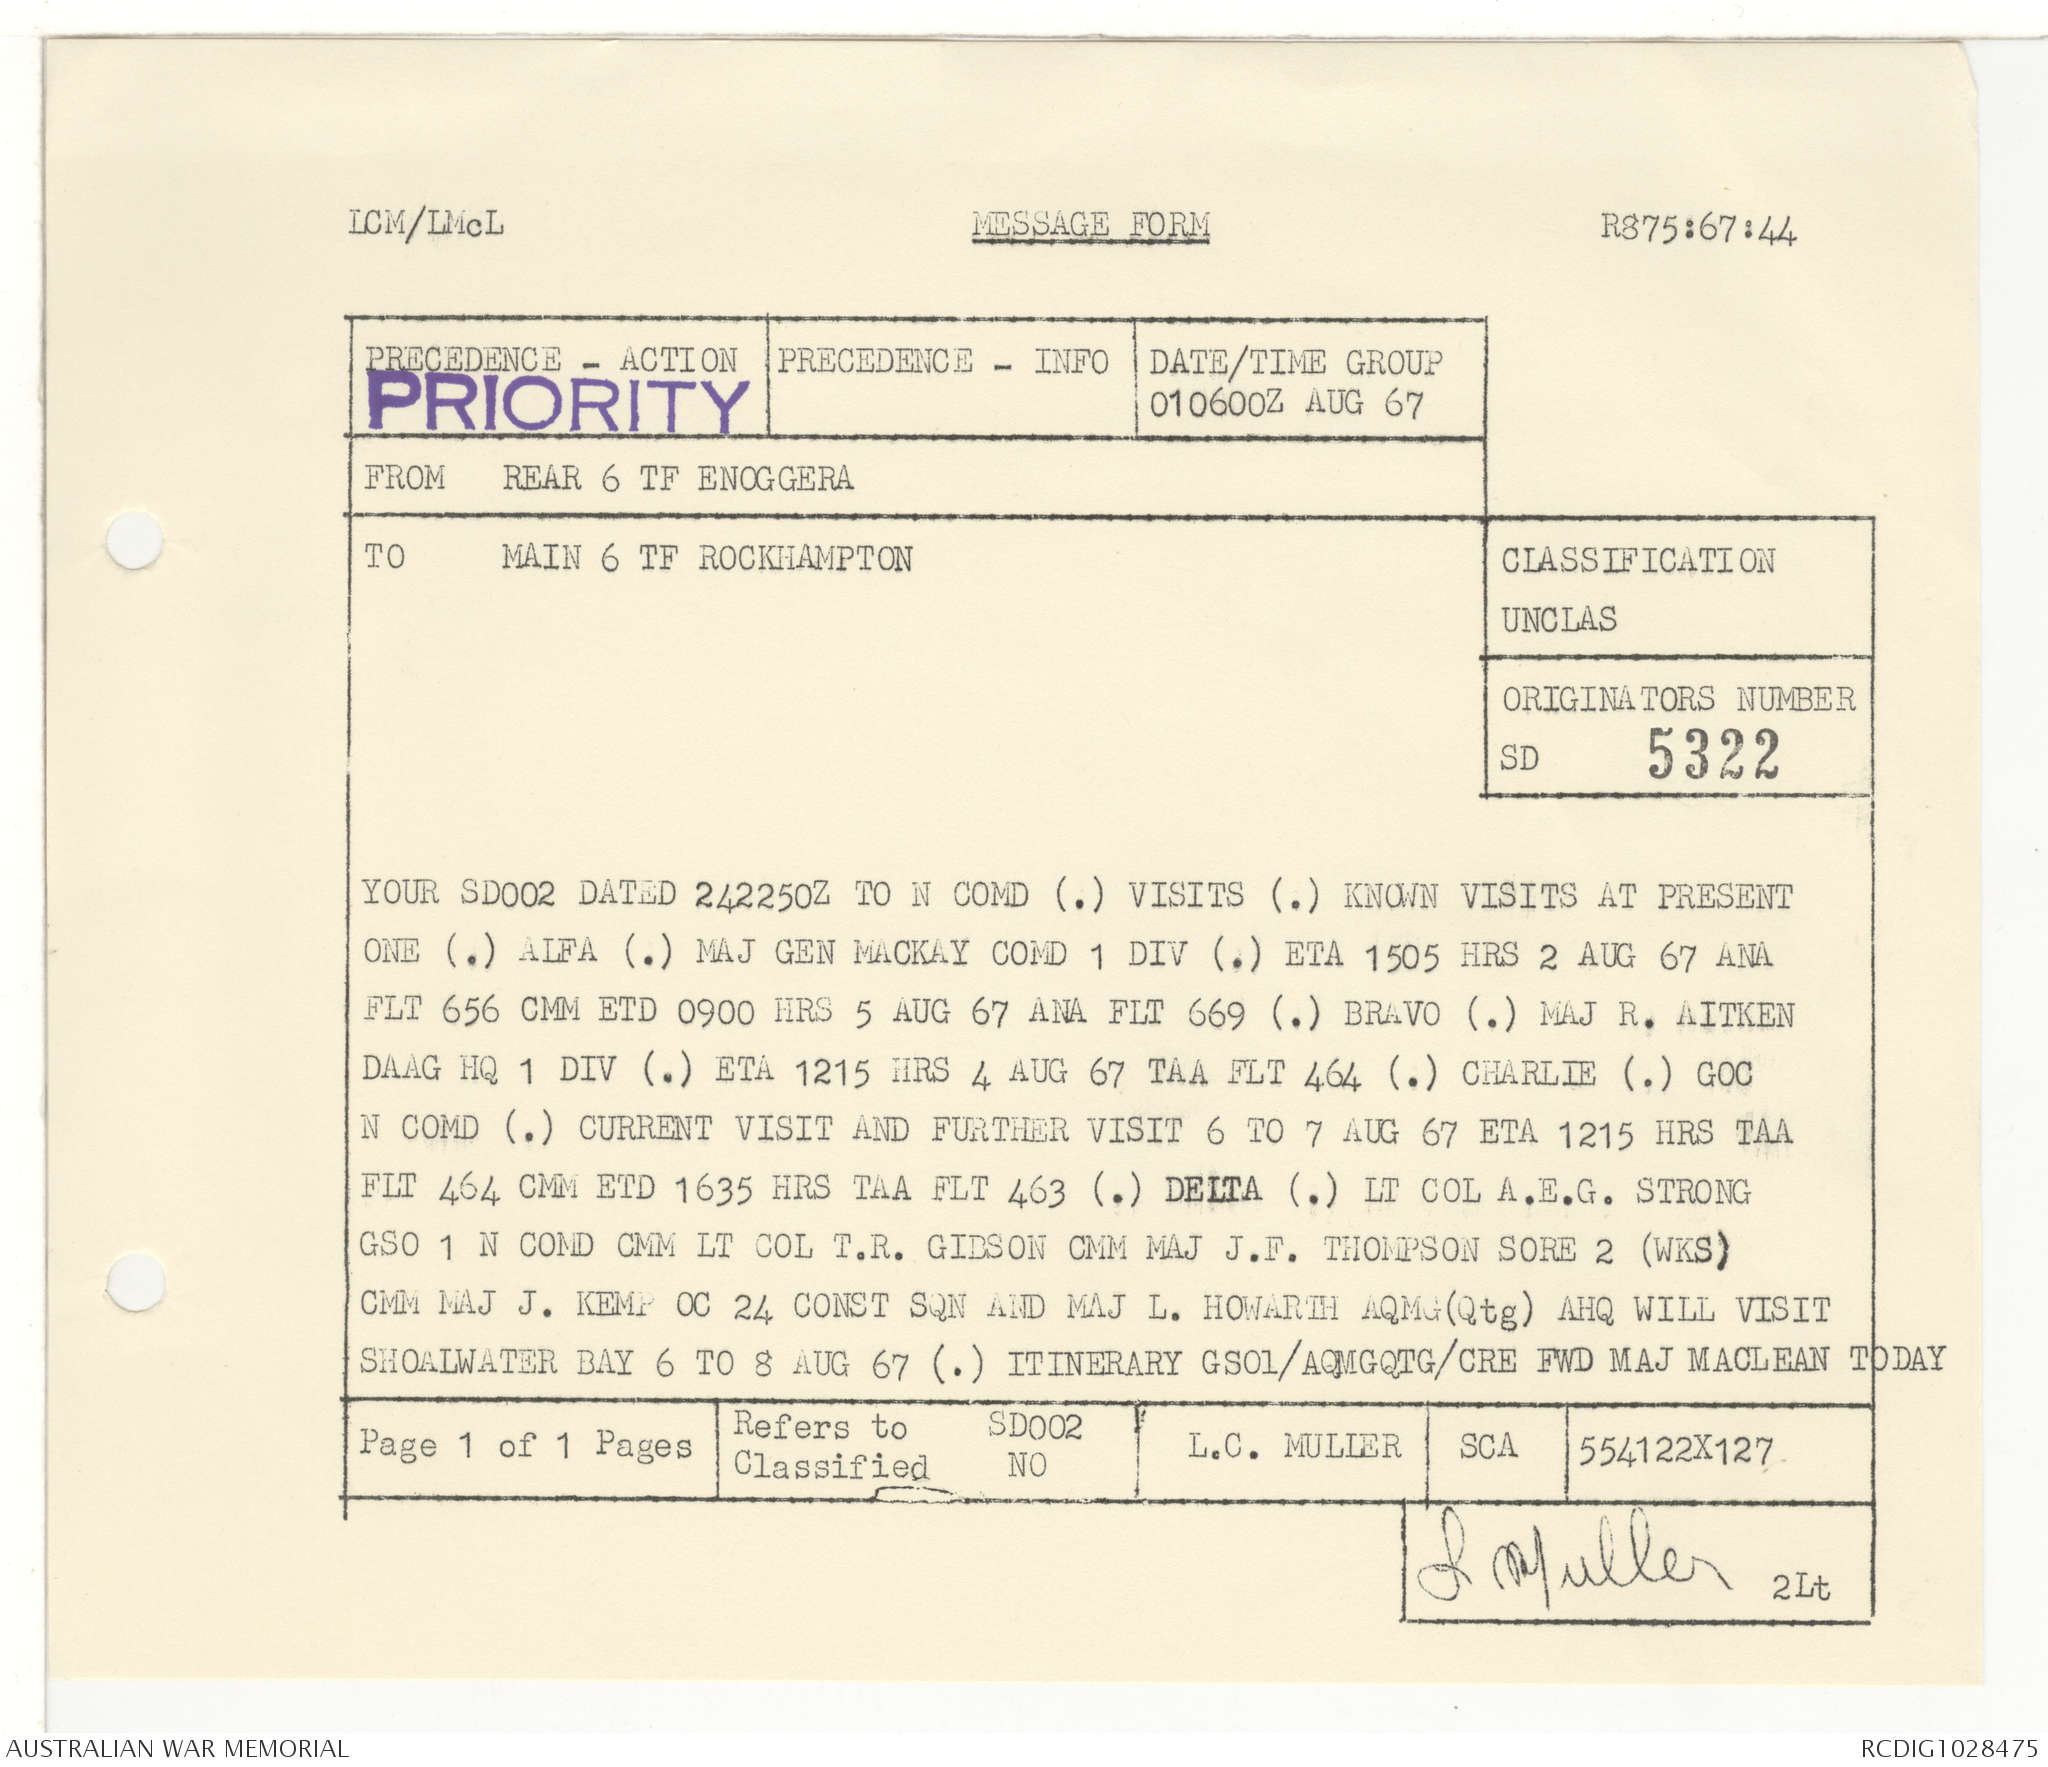 LCM/LMcL MESSAGE FORM R875:67:44
PRECEDENCE - ACTION PRECEDENCE - INFO DATE/TIME GROUP
PRIORITY 010600Z AUG 67
FROM REAR 6 TF ENOGGERA
TO MAIN 6 TF ROCKHAMPTON
CLASSIFICATION
UNCLAS
ORIGINATORS NUMBER
SD 5322
YOUR SD002 DATED 242250Z TO N COMD (.) VISITS (.) KNOWN VISITS AT PRESENT
ONE (.) ALFA (.) MAJ GEN MACKAY COMD 1 DIV (.) ETA 1505 HRS 2 AUG 67 ANA
FLT 656 CMM ETD 0900 HRS 5 AUG 67 ANA FLT 669 (.) BRAVO (.) MAJ R. AITKEN
DAAG HQ 1 DIV (.) ETA 1215 HRS 4 AUG 67 TAA FLT 464 (.) CHARLIE (.) GOC
N COMD (.) CURRENT VISIT AND FURTHER VISIT 6 TO 7 AUG 67 ETA 1215 HRS TAA
FLT 464 CMM ETD 1635 HRS TAA FLT 463 (.) DELTA (.) LT COL A.E.G. STRONG
GSO 1 N COMD CMM LT COL T.R. GIBSON CMM MAJ J.F. THOMPSON SORE 2 (WKS)
CMM MAJ J. KEMP OC 24 CONST SQN AND MAJ L. HOWARTH AQMG(Qtg) AHQ WILL VISIT
SHOALWATER BAY 6 TO 8 AUG 67 (.) ITINERARY GSO1/AQMGQTG/CRE FWD MAJ MACLEAN TODAY
Page 1 of 1 Pages Refers to SD002 L.C. MULLER SCA 554122X127
Classified NO
L Muller 2Lt
AUSTRALIAN WAR MEMORIAL RCDIG1028475